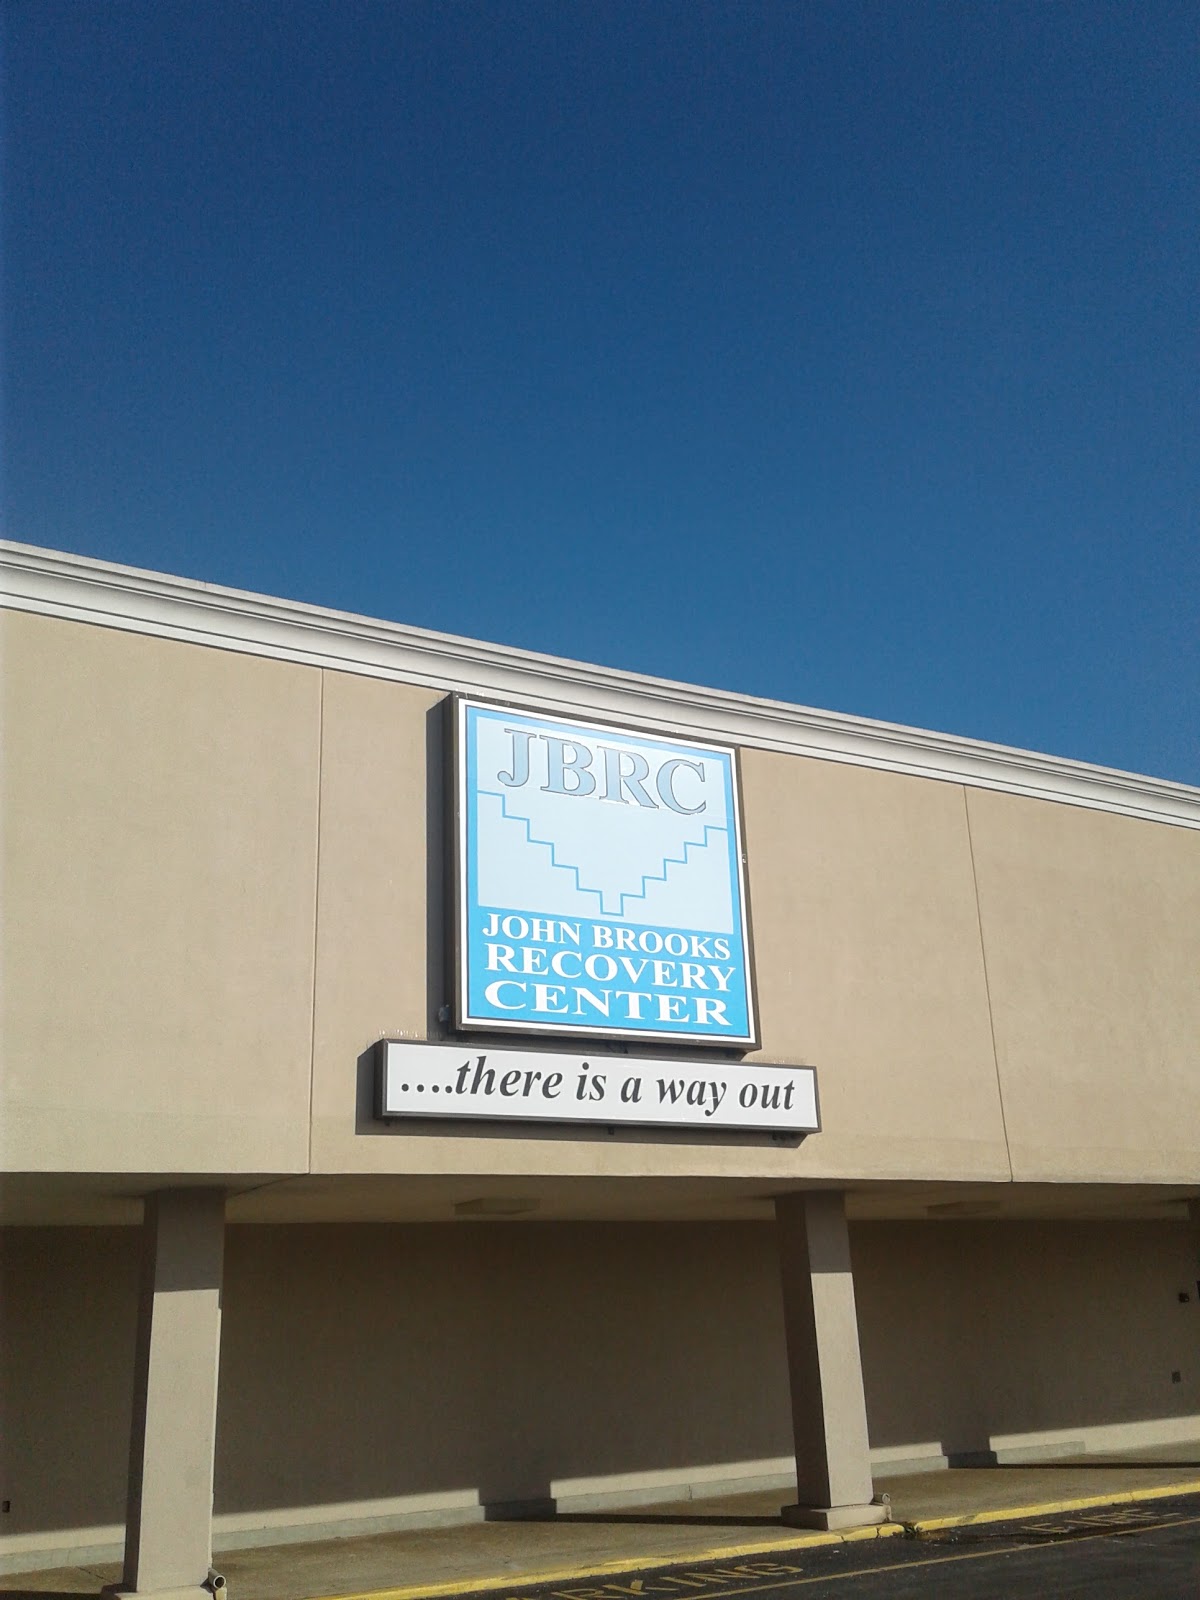 JBRC
JOHN BROOKS
RECOVERY
CENTER
....there is a way out